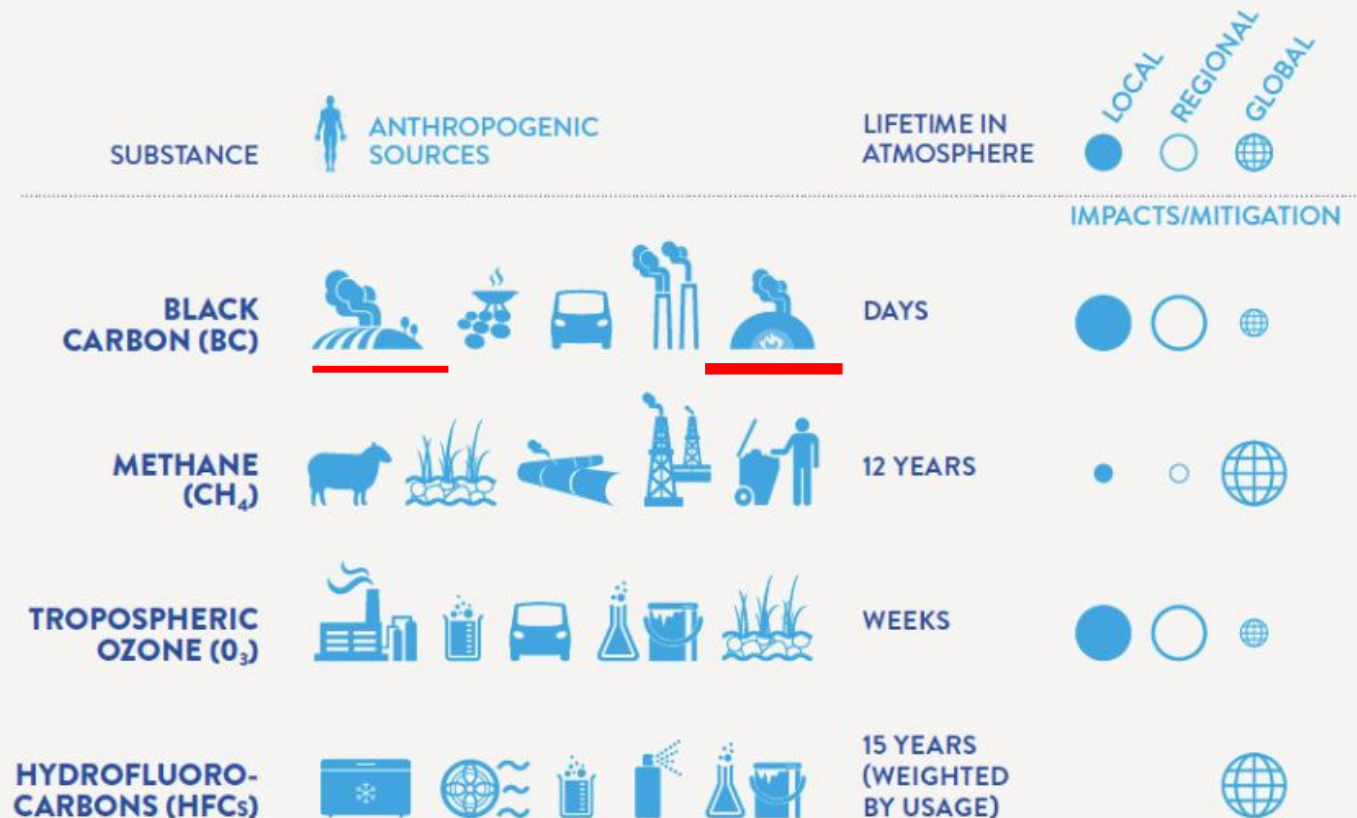 SUBSTANCE
ANTHROPOGENIC
SOURCES
LIFETIME IN
ATMOSPHERE
LOCAL
REGIONAL
GLOBAL
IMPACTS/MITIGATION
BLACK
CARBON (BC)
DAYS
METHANE
(CH₄)
12 YEARS
TROPOSPHERIC
OZONE (0₃)
WEEKS
HYDROFLUORO-
CARBONS (HFCs)
15 YEARS
(WEIGHTED
BY USAGE)